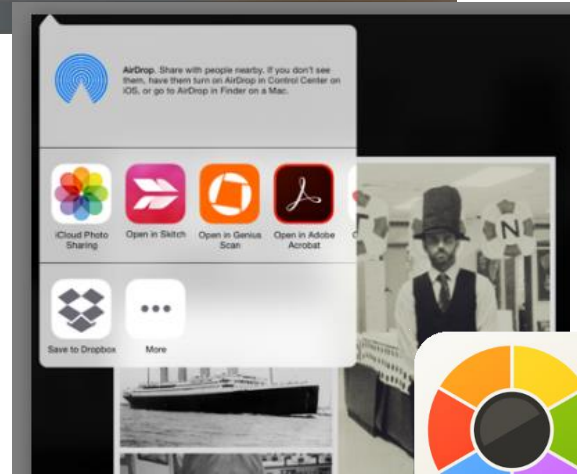 AirDrop. Share with people nearby. If you don't see
them, have them turn on AirDrop in Control Center on
iOS, or go to AirDrop in Finder on a Mac.
iCloud Photo
Sharing
Open in Skitch
Open in Genius
Scan
Open in Adobe
Acrobat
Save to Dropbox
More
N